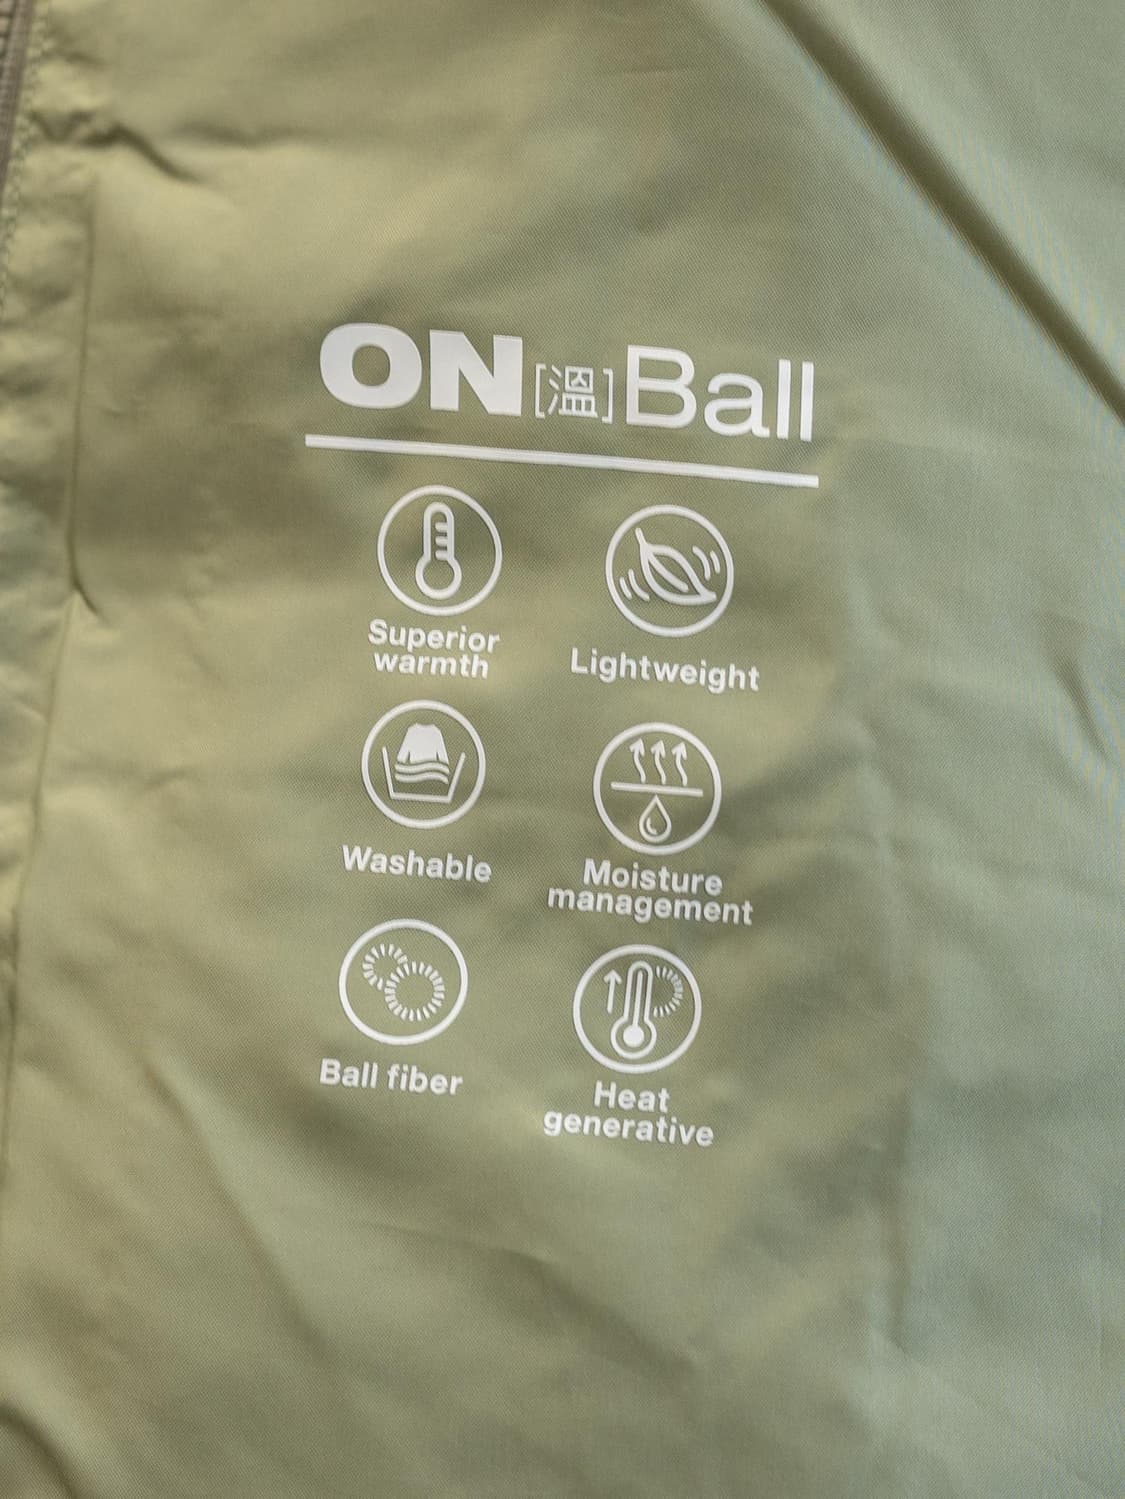 ON[溫]Ball
Superior
warmth
Lightweight
Washable
Moisture
management
Ball fiber
Heat
generative